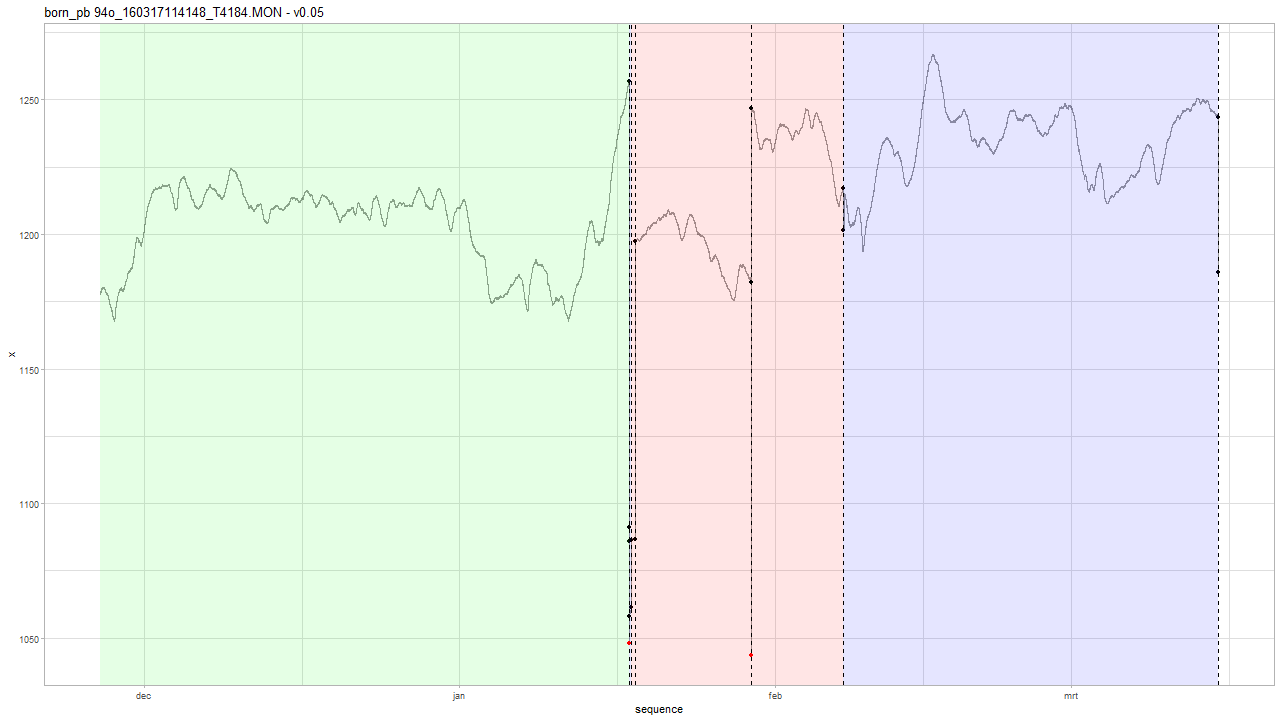 born_pb 94o_160317114148_T4184.MON - v0.05
1250
1200
1150
1100
1050
x
dec
jan
feb
mrt
sequence